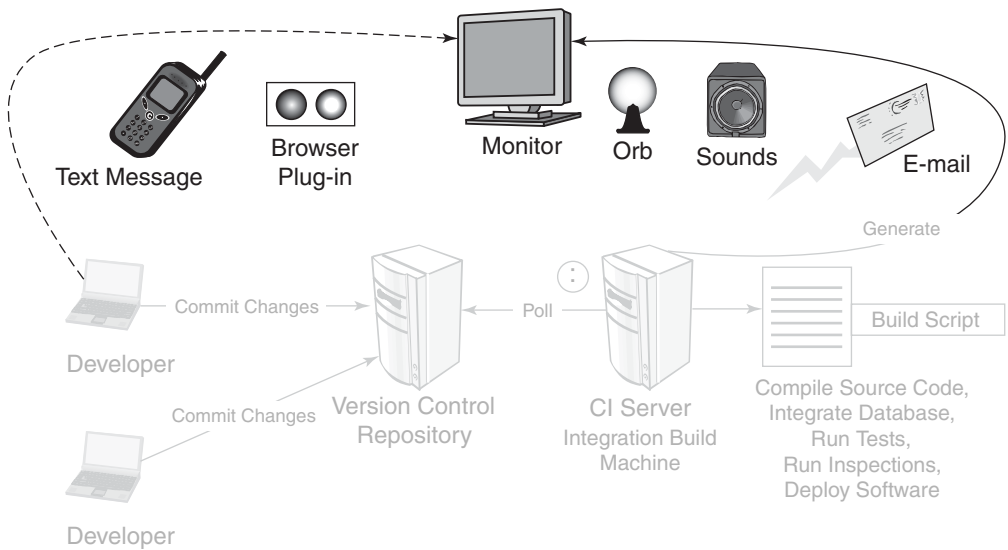 Text Message
Browser
Plug-in
Monitor
Orb
Sounds
E-mail
Generate
Commit Changes
Poll
Build Script
Developer
Commit Changes
Version Control
Repository
CI Server
Integration Build
Machine
Compile Source Code,
Integrate Database,
Run Tests,
Run Inspections,
Deploy Software
Developer